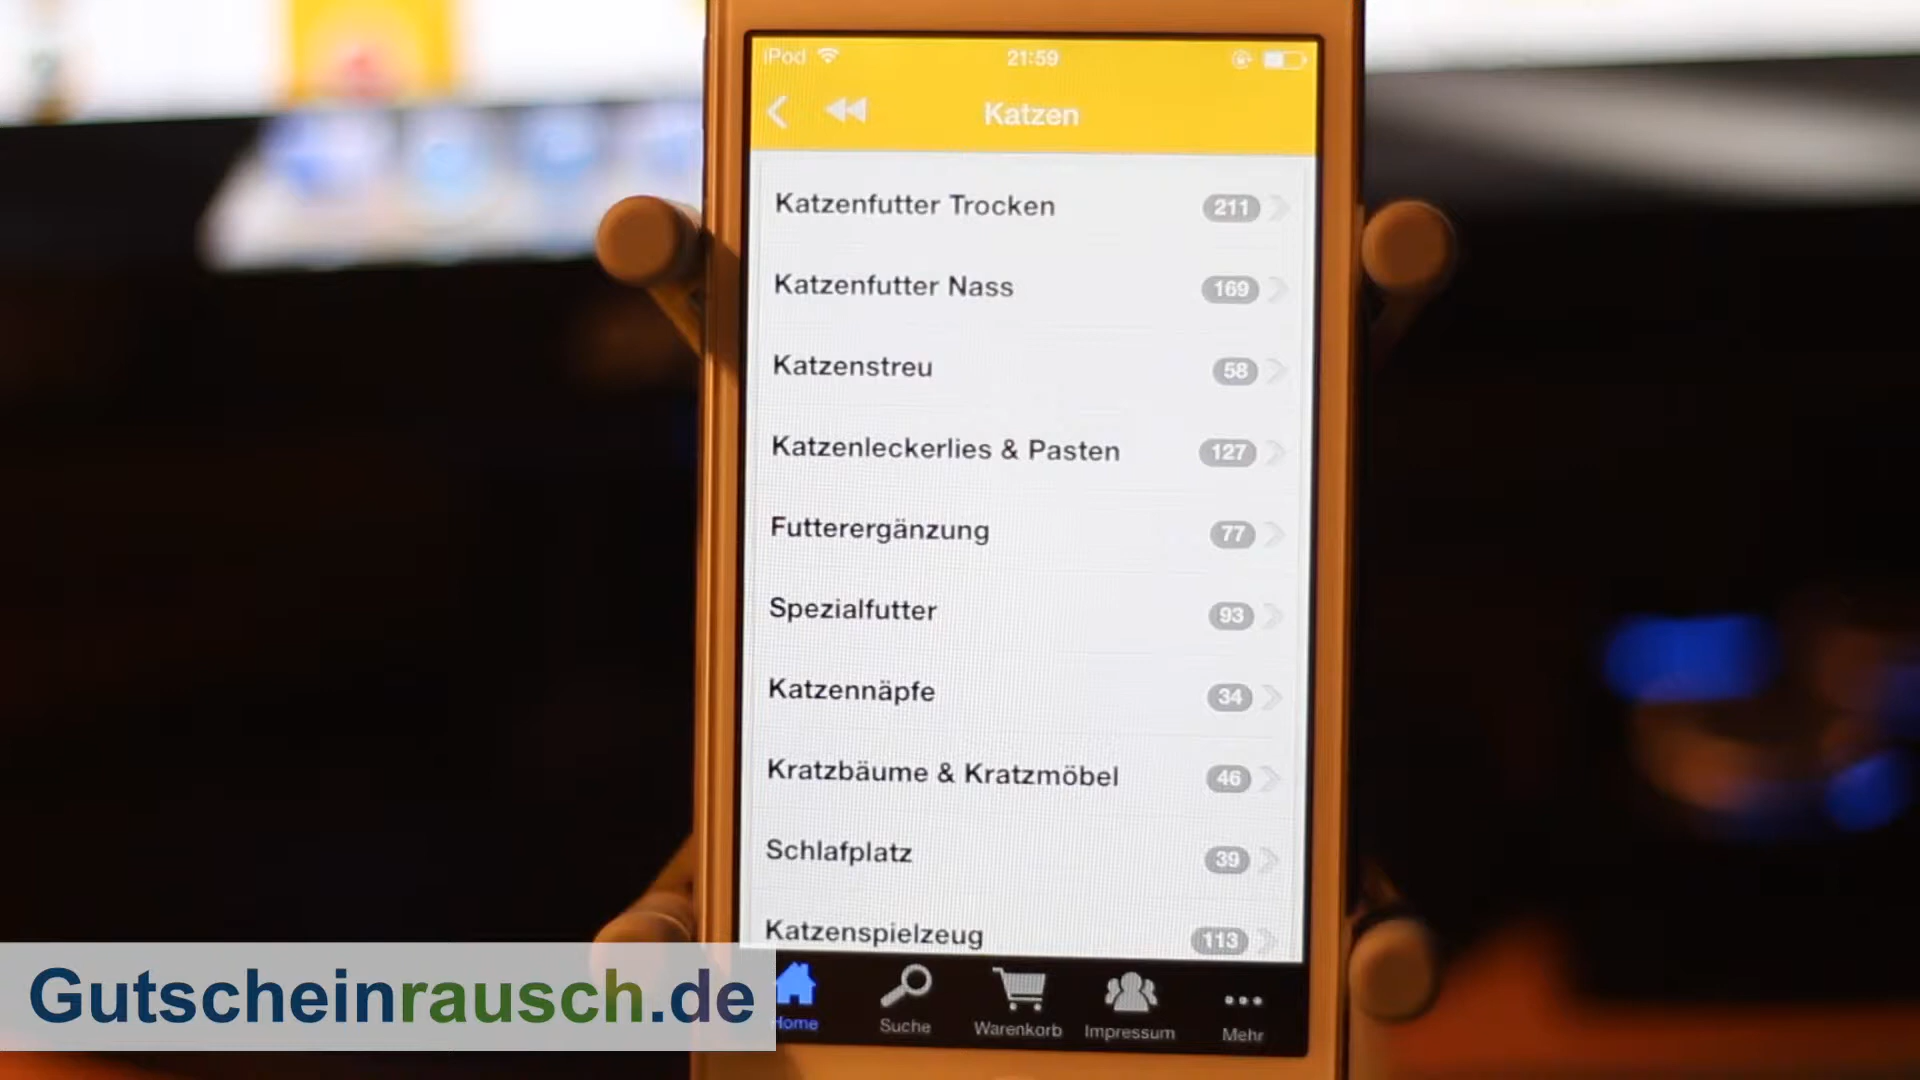 iPod 21:59
Katzen
Katzenfutter Trocken 211
Katzenfutter Nass 169
Katzenstreu 58
Katzenleckerlies & Pasten 127
Futterergänzung 77
Spezialfutter 93
Katzennäpfe 34
Kratzbäume & Kratzmöbel 46
Schlafplatz 39
Katzenspielzeug 113
Home Suche Warenkorb Impressum Mehr
Gutscheinrausch.de